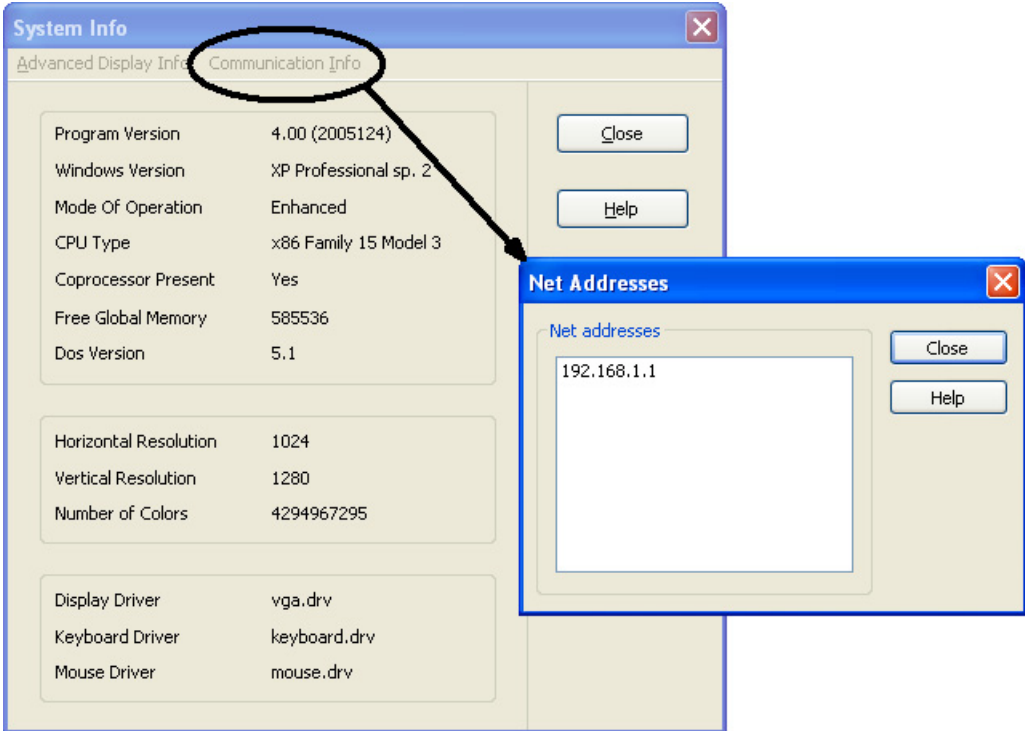 System Info
Advanced Display Info Communication Info
Program Version 4.00 (2005124)
Windows Version XP Professional sp. 2
Mode Of Operation Enhanced
CPU Type x86 Family 15 Model 3
Coprocessor Present Yes
Free Global Memory 585536
Dos Version 5.1
Horizontal Resolution 1024
Vertical Resolution 1280
Number of Colors 4294967295
Display Driver vga.drv
Keyboard Driver keyboard.drv
Mouse Driver mouse.drv
Close
Help
Net Addresses
Net addresses
192.168.1.1
Close
Help